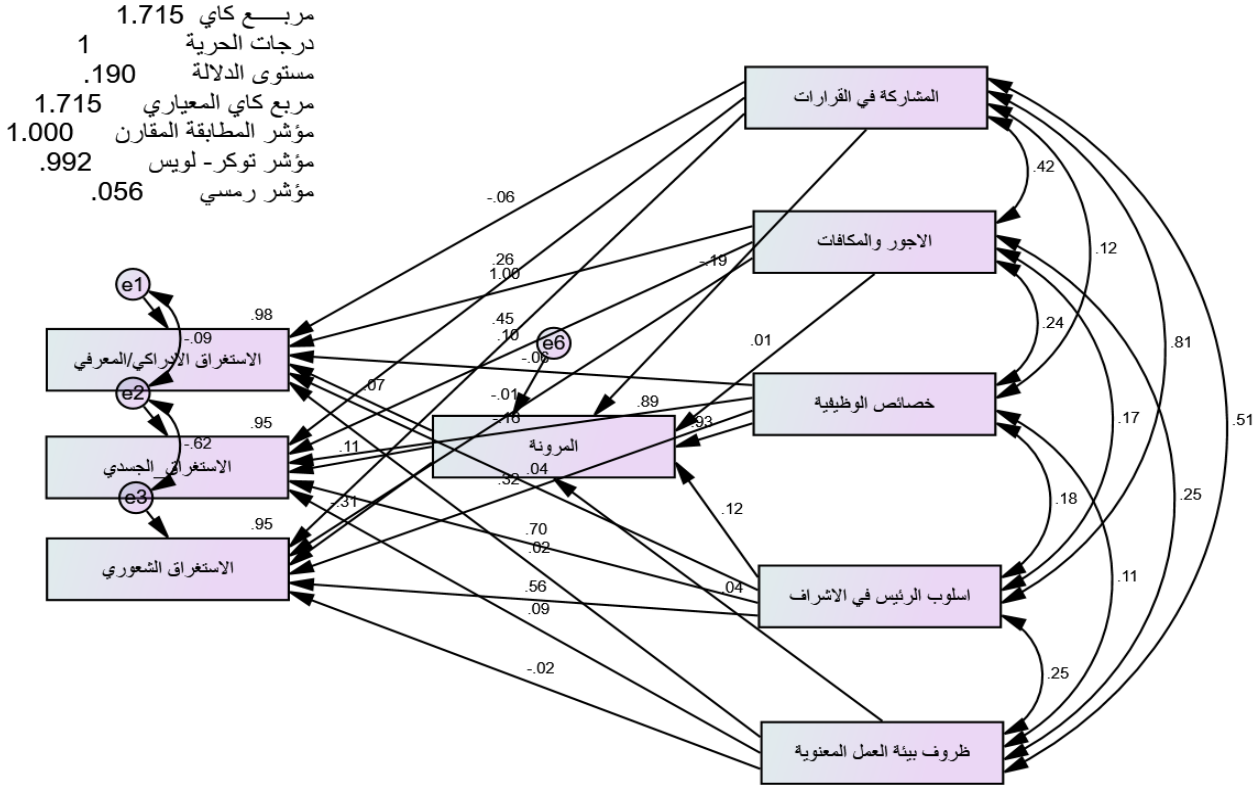 مربـــع كاي 1.715
درجات الحرية 1
مستوى الدلالة .190
مربع كاي المعياري 1.715
مؤشر المطابقة المقارن 1.000
مؤشر توكر- لويس .992
مؤشر رمسي .056
المشاركة في القرارات
.42
-.06
الاجور والمكافات
.12
.26
-.19
1.00
e1
.98
.45
.24
-.09
.10
e6
.01
.81
الاستغراق الادراكي/المعرفي
-.06
.07
e2
-.01
.89
خصائص الوظيفية
.17
.95
-.16
.93
.51
-.62
.11
المرونة
الاستغراق الجسدي
.04
.32
e3
-.31
.18
.25
.12
.95
.70
.02
الاستغراق الشعوري
.56
.04
اسلوب الرئيس في الاشراف
.11
.09
-.02
.25
ظروف بيئة العمل المعنوية